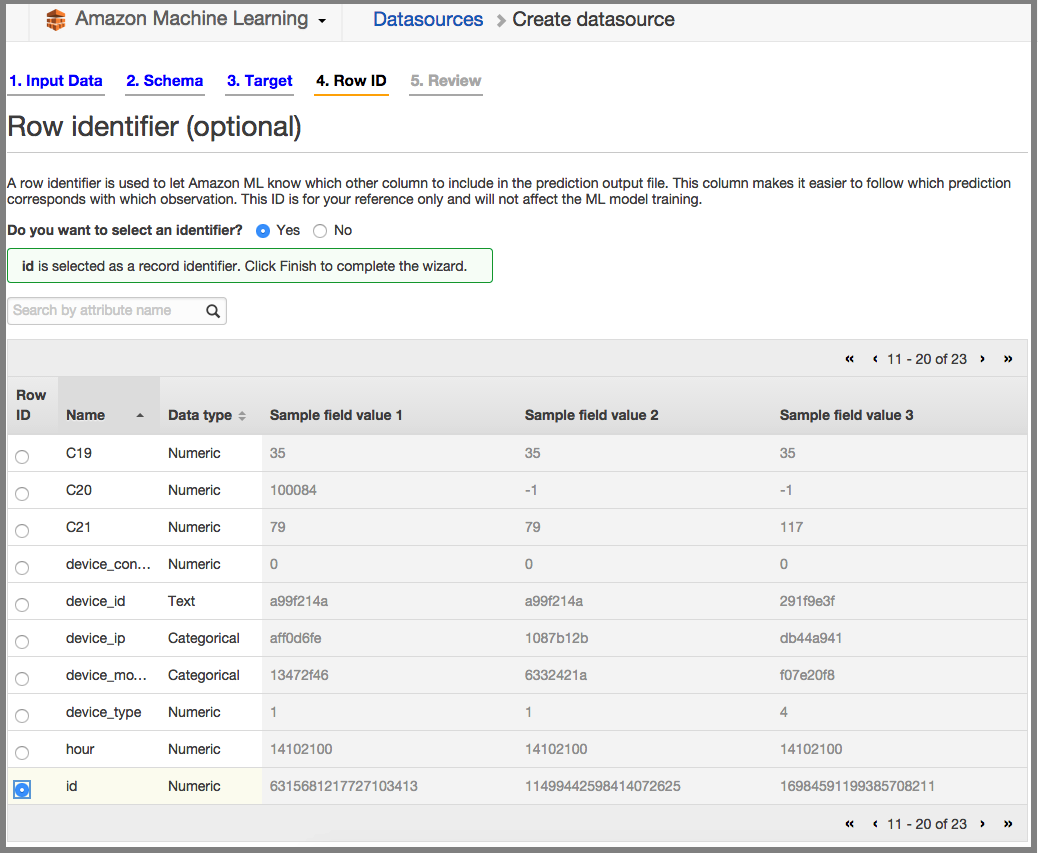 Amazon Machine Learning Datasources Create datasource
1. Input Data 2. Schema 3. Target 4. Row ID 5. Review
Row identifier (optional)
A row identifier is used to let Amazon ML know which other column to include in the prediction output file. This column makes it easier to follow which prediction
corresponds with which observation. This ID is for your reference only and will not affect the ML model training.
Do you want to select an identifier? Yes No
id is selected as a record identifier. Click Finish to complete the wizard.
Search by attribute name
« ‹ 11 - 20 of 23 › »
Row
ID Name Data type Sample field value 1 Sample field value 2 Sample field value 3
C19 Numeric 35 35 35
C20 Numeric 100084 -1 -1
C21 Numeric 79 79 117
device_con... Numeric 0 0 0
device_id Text a99f214a a99f214a 291f9e3f
device_ip Categorical aff0d6fe 1087b12b db44a941
device_mo... Categorical 13472f46 6332421a f07e20f8
device_type Numeric 1 1 4
hour Numeric 14102100 14102100 14102100
id Numeric 6315681217727103413 11499442598414072625 16984591199385708211
« ‹ 11 - 20 of 23 › »